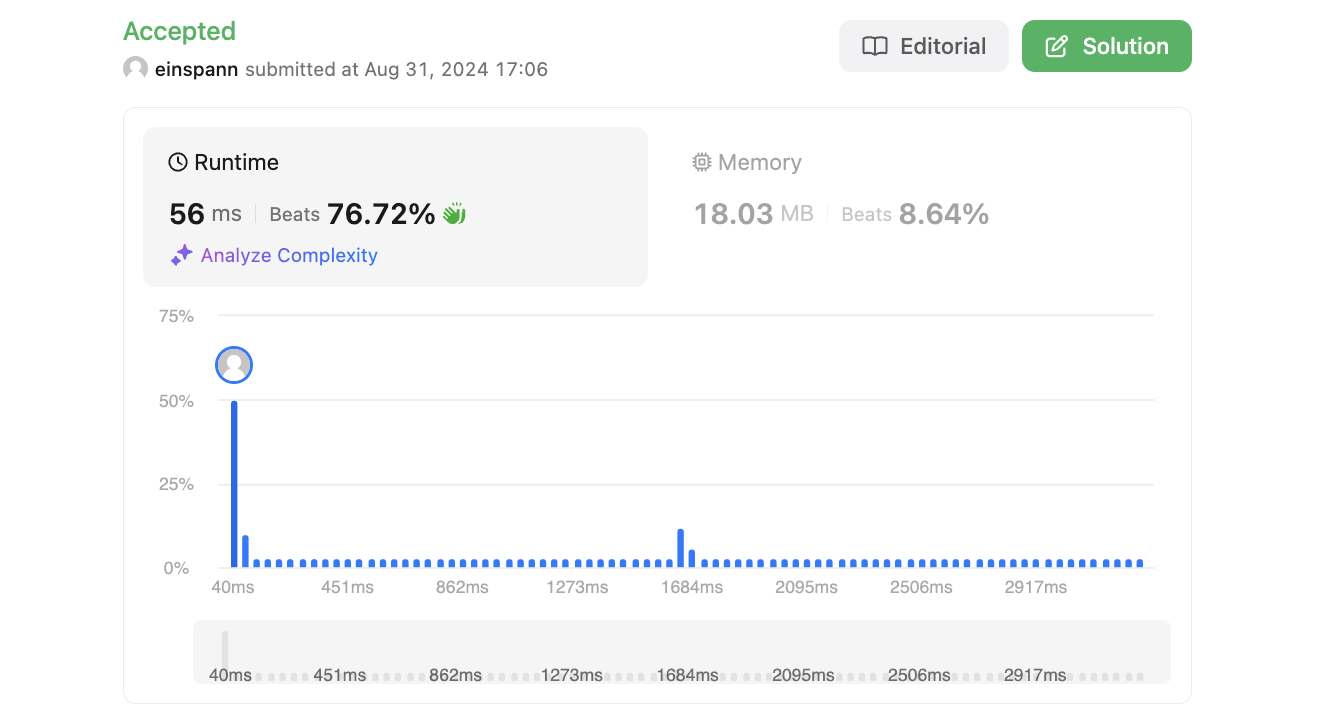 Accepted
einspann submitted at Aug 31, 2024 17:06
Editorial
Solution
Runtime
56 ms Beats 76.72%
Analyze Complexity
Memory
18.03 MB Beats 8.64%
75%
50%
25%
0%
40ms 451ms 862ms 1273ms 1684ms 2095ms 2506ms 2917ms
40ms 451ms 862ms 1273ms 1684ms 2095ms 2506ms 2917ms